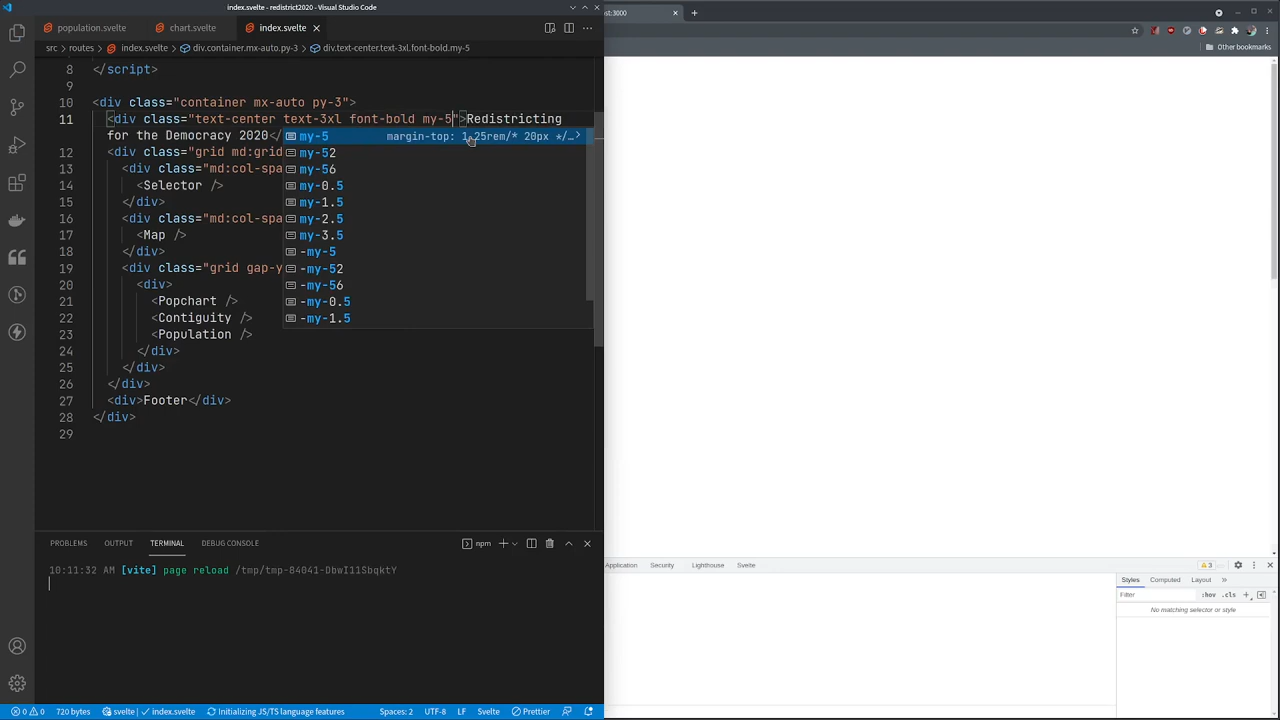 index.svelte - redistrict2020 - Visual Studio Code
population.svelte
chart.svelte
index.svelte
src > routes > index.svelte > div.container.mx-auto.py-3 > div.text-center.text-3xl.font-bold.my-5
8 </script>
9
10 <div class="container mx-auto py-3">
11 <div class="text-center text-3xl font-bold my-5">Redistricting
for the Democracy 2020</
12 <div class="grid md:grid
13 <div class="md:col-spa
14 <Selector />
15 </div>
16 <div class="md:col-spa
17 <Map />
18 </div>
19 <div class="grid gap-y
20 <div>
21 <Popchart />
22 <Contiguity />
23 <Population />
24 </div>
25 </div>
26 </div>
27 <div>Footer</div>
28 </div>
29
my-5 margin-top: 1.25rem/* 20px */…
my-52
my-56
my-0.5
my-1.5
my-2.5
my-3.5
-my-5
-my-52
-my-56
-my-0.5
-my-1.5
PROBLEMS OUTPUT TERMINAL DEBUG CONSOLE
npm
10:11:32 AM [vite] page reload /tmp/tmp-84041-DbwI11SbqktY
0 0 720 bytes svelte | index.svelte Initializing JS/TS language features
Spaces: 2 UTF-8 LF Svelte Prettier
st:3000
Other bookmarks
Application Security Lighthouse Svelte
3
Styles Computed Layout »
Filter :hov .cls +
No matching selector or style